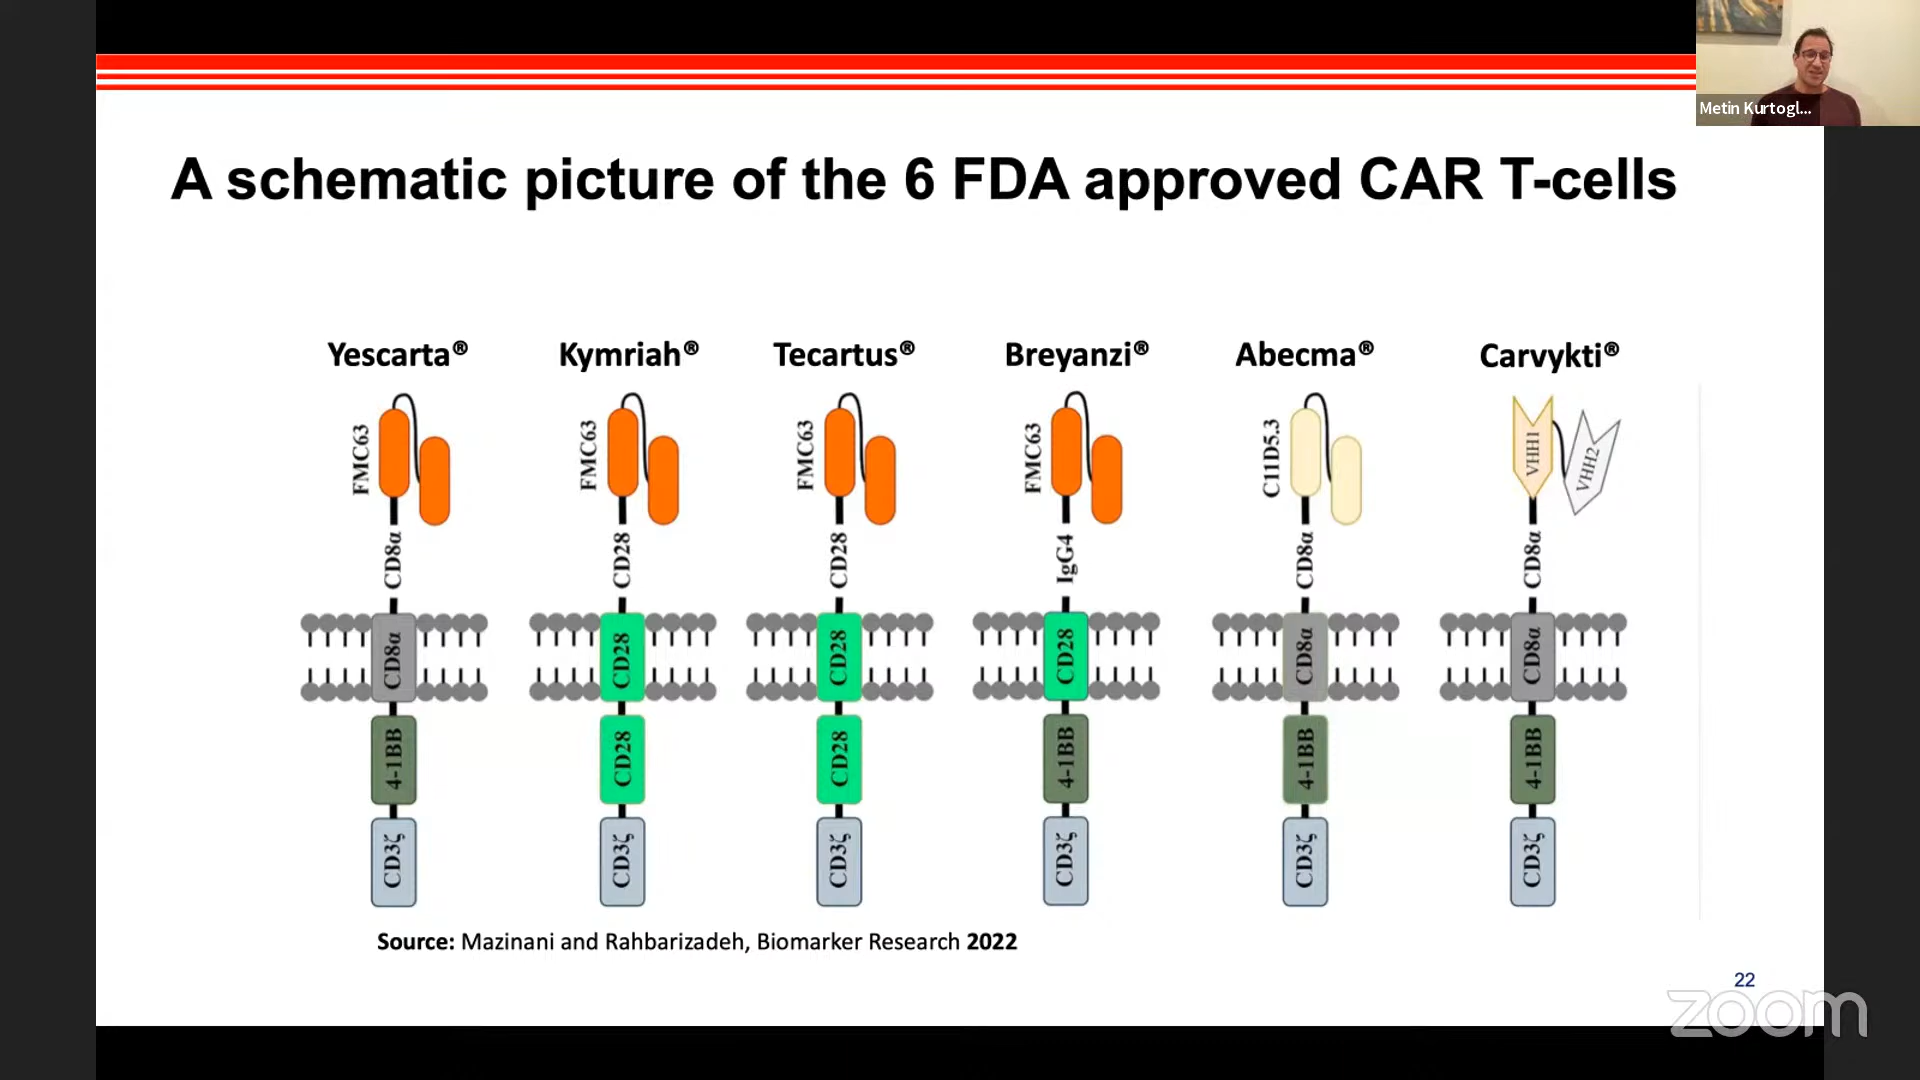 Metin Kurtogl...
A schematic picture of the 6 FDA approved CAR T-cells
Yescarta® Kymriah® Tecartus® Breyanzi® Abecma® Carvykti®
FMC63 FMC63 FMC63 FMC63 C11D5.3 VHH1 VHH2
CD8α CD28 CD28 IgG4 CD8α CD8α
CD8α CD28 CD28 CD28 CD8α CD8α
4-1BB CD28 CD28 4-1BB 4-1BB 4-1BB
CD3ζ CD3ζ CD3ζ CD3ζ CD3ζ CD3ζ
Source: Mazinani and Rahbarizadeh, Biomarker Research 2022
22
zoom